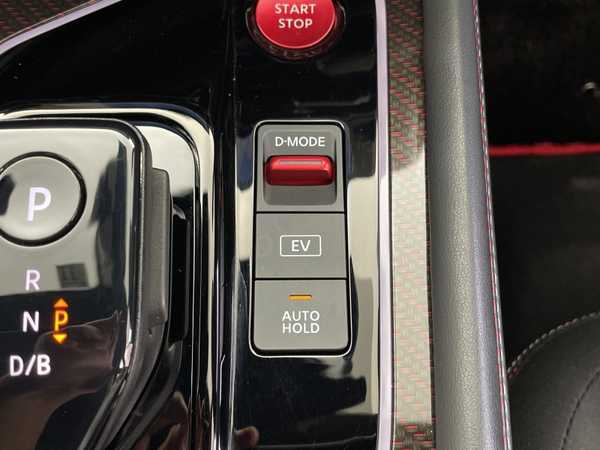 START
STOP
D-MODE
EV
AUTO
HOLD
P
R
N P
D/B